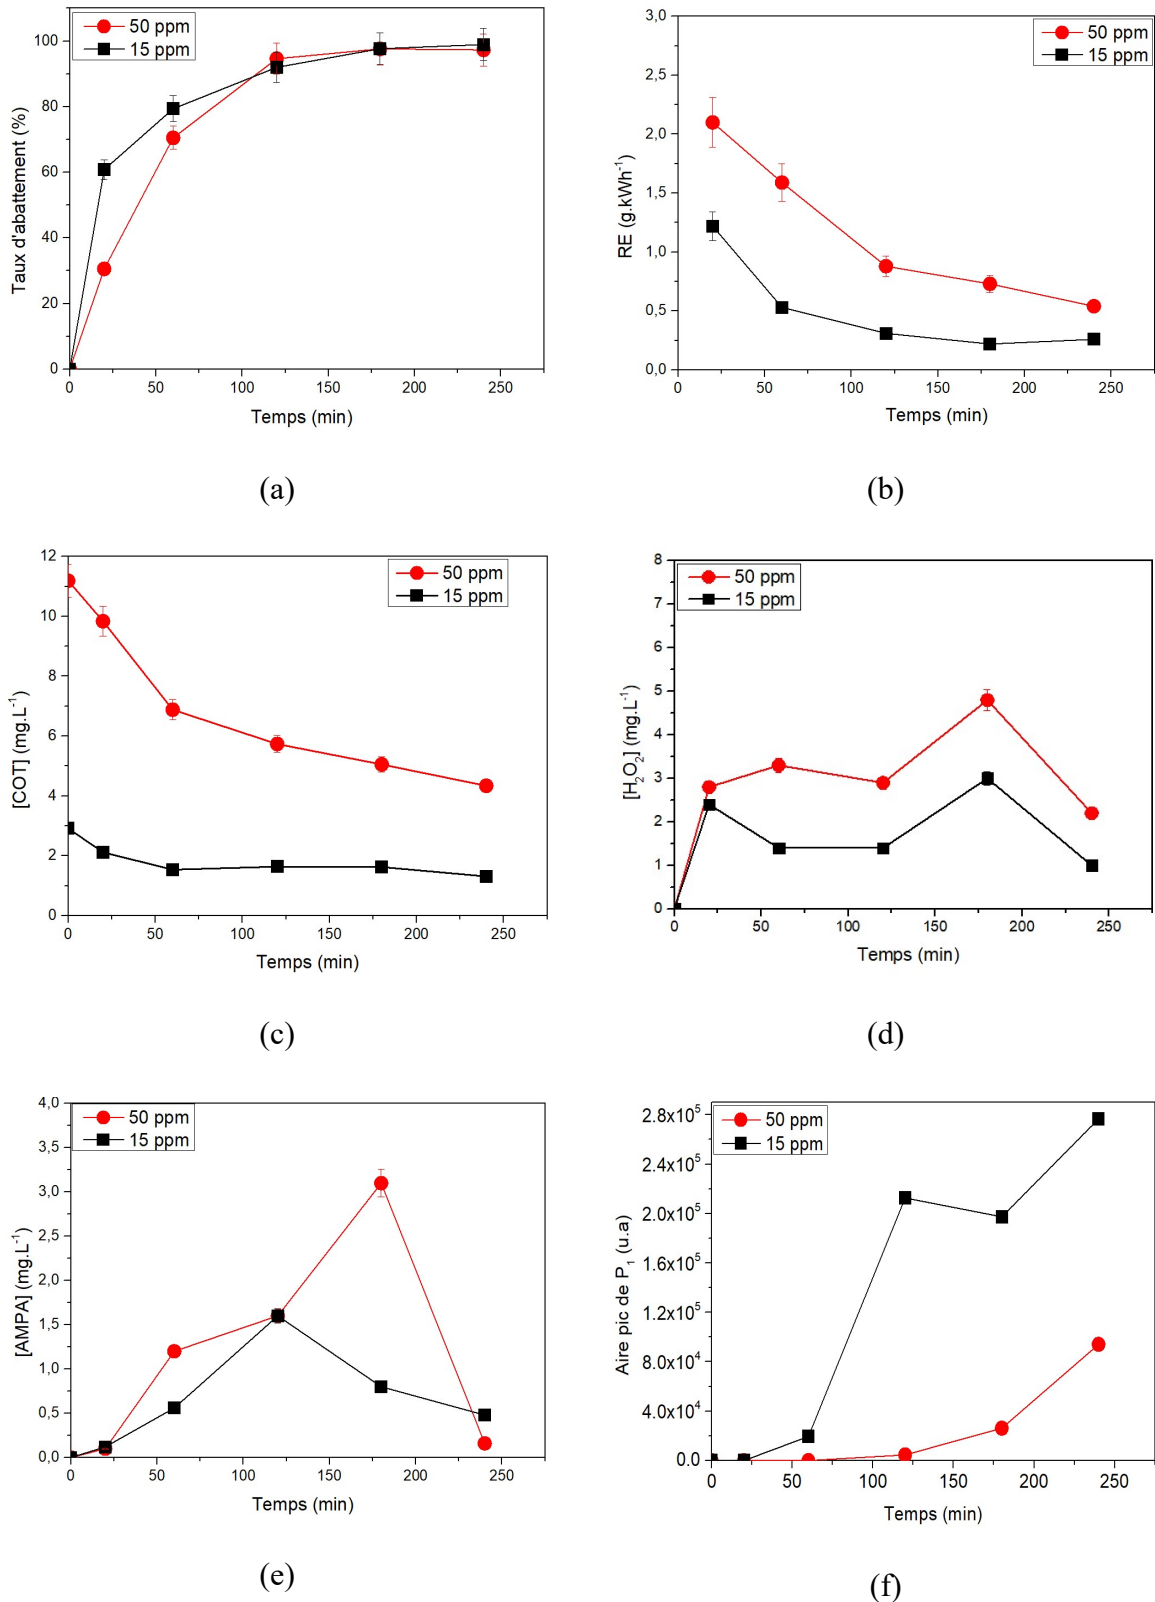 50 ppm
15 ppm
100
80
60
40
20
0
0
50
100
150
200
250
Taux d'abattement (%)
Temps (min)
(a)
50 ppm
15 ppm
3,0
2,5
2,0
1,5
1,0
0,5
0,0
0
50
100
150
200
250
RE (g.kWh⁻¹)
Temps (min)
(b)
50 ppm
15 ppm
12
10
8
6
4
2
0
0
50
100
150
200
250
[COT] (mg.L⁻¹)
Temps (min)
(c)
50 ppm
15 ppm
8
7
6
5
4
3
2
1
0
0
50
100
150
200
250
[H₂O₂] (mg.L⁻¹)
Temps (min)
(d)
50 ppm
15 ppm
4,0
3,5
3,0
2,5
2,0
1,5
1,0
0,5
0,0
0
50
100
150
200
250
[AMPA] (mg.L⁻¹)
Temps (min)
(e)
50 ppm
15 ppm
2.8x10⁵
2.4x10⁵
2.0x10⁵
1.6x10⁵
1.2x10⁵
8.0x10⁴
4.0x10⁴
0.0
0
50
100
150
200
250
Aire pic de P₁ (u.a)
Temps (min)
(f)